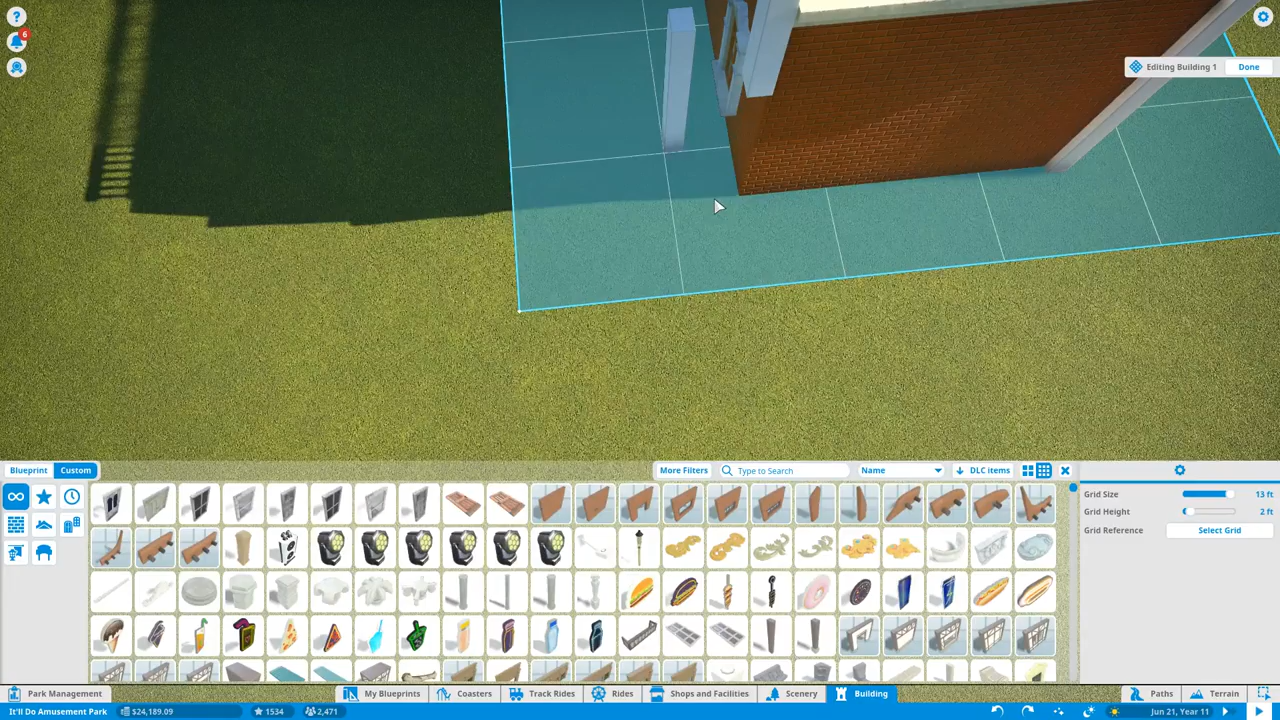 ?
6
Editing Building 1 Done
Blueprint Custom More Filters Type to Search Name DLC items
Grid Size 13 ft
Grid Height 2 ft
Grid Reference Select Grid
Park Management My Blueprints Coasters Track Rides Rides Shops and Facilities Scenery Building Paths Terrain
It'll Do Amusement Park $24,189.09 1534 2,471 Jun 21, Year 11